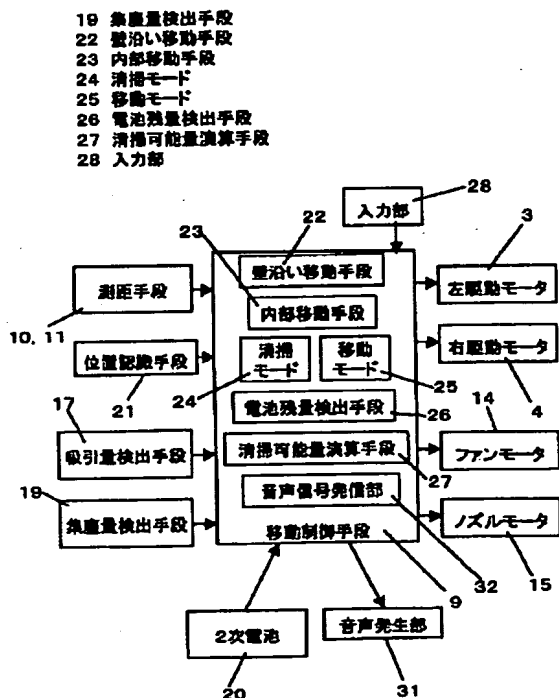 19 集塵量検出手段
22 壁沿い移動手段
23 内部移動手段
24 清掃モード
25 移動モード
26 電池残量検出手段
27 清掃可能量演算手段
28 入力部
28
入力部
23
22
3
壁沿い移動手段
測距手段
左駆動モータ
内部移動手段
10, 11
清掃
モード
移動
モード
右駆動モータ
位置認識手段
21
24
25
4
電池残量検出手段
26
14
17
吸引量検出手段
清掃可能量演算手段
27
ファンモータ
19
音声信号発信部
集塵量検出手段
移動制御手段
ノズルモータ
32
9
15
2次電池
音声発生部
20
31